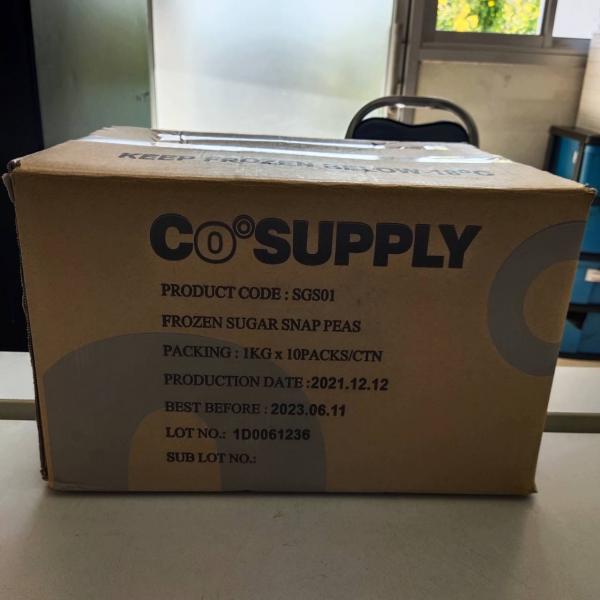 KEEP FROZEN BELOW -18°C
CO°SUPPLY
PRODUCT CODE : SGS01
FROZEN SUGAR SNAP PEAS
PACKING : 1KG x 10PACKS/CTN
PRODUCTION DATE :2021.12.12
BEST BEFORE : 2023.06.11
LOT NO.: 1D0061236
SUB LOT NO.: